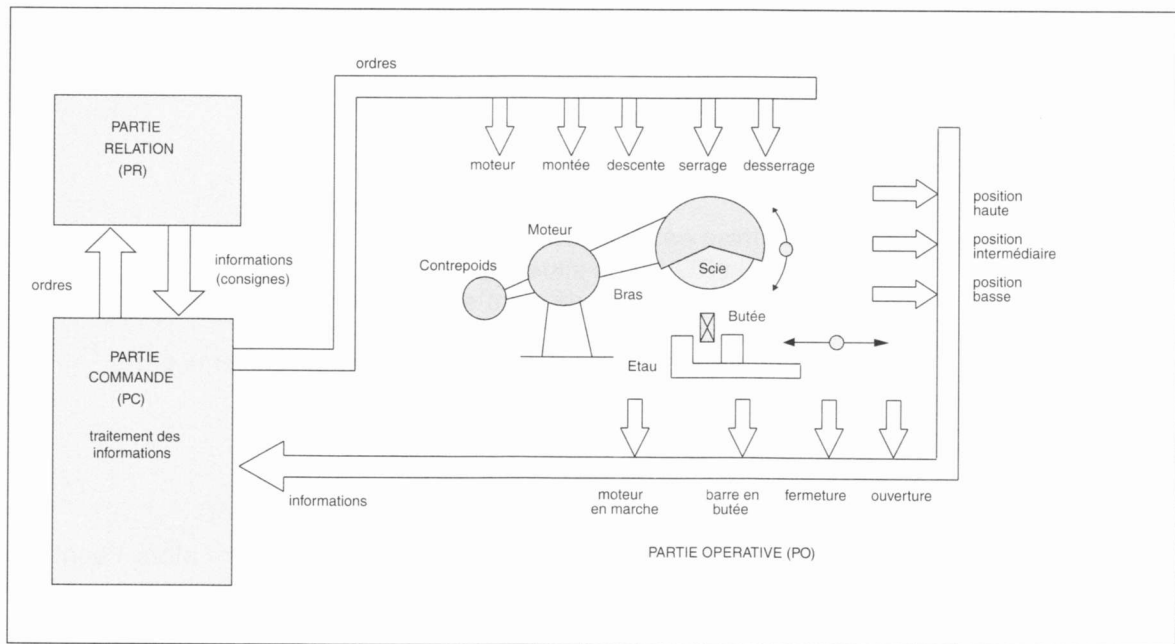 ordres
PARTIE
RELATION
(PR)
moteur
montée
descente
serrage
desserrage
position
haute
Moteur
position
intermédiaire
Contrepoids
Scie
informations
(consignes)
ordres
Bras
position
basse
Butée
PARTIE
COMMANDE
(PC)
Etau
traitement des
informations
informations
moteur
en marche
barre en
butée
fermeture
ouverture
PARTIE OPERATIVE (PO)